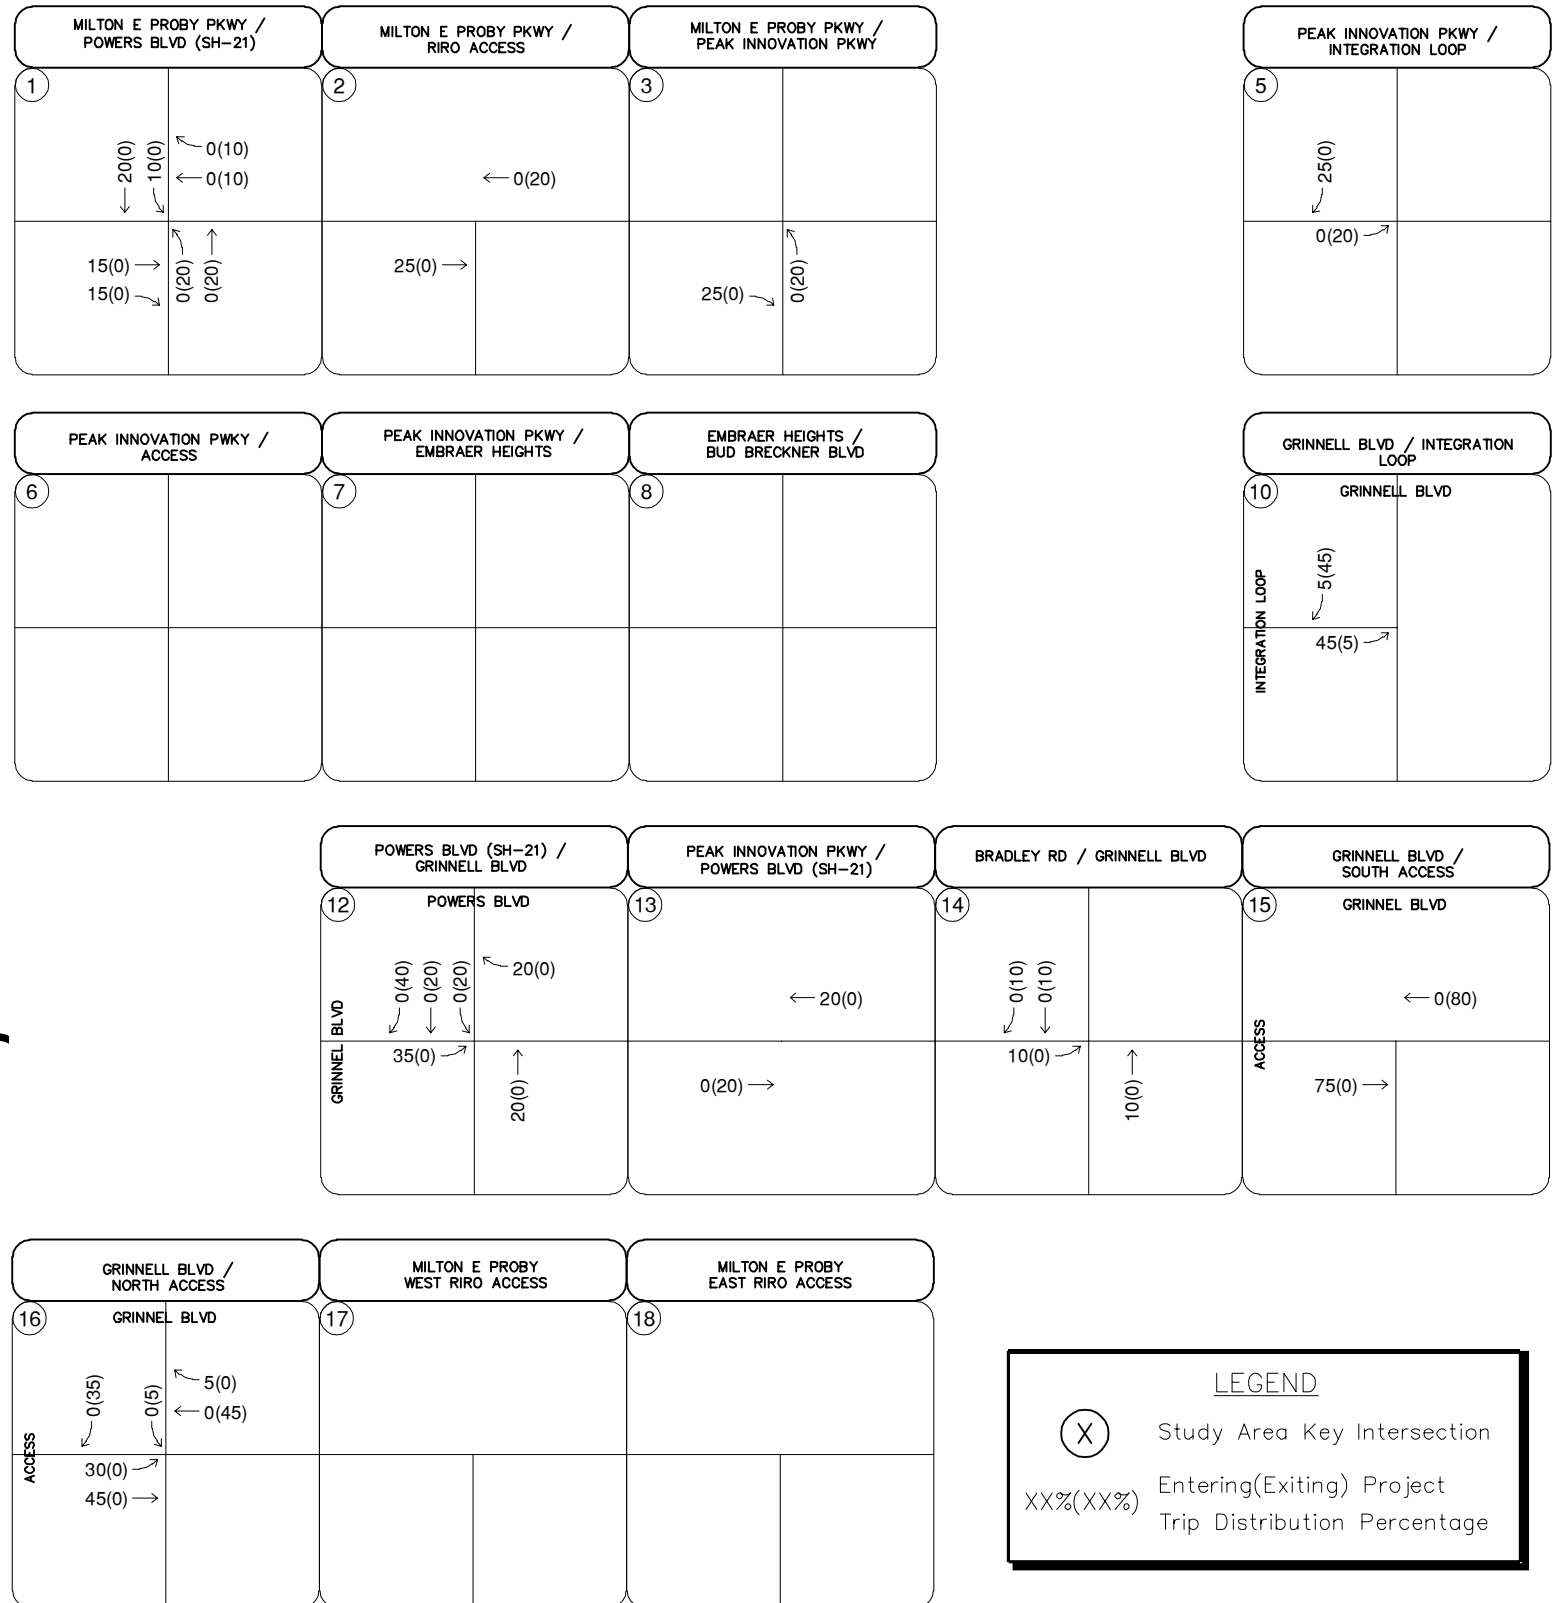 MILTON E PROBY PKWY /
POWERS BLVD (SH-21)
1
20(0)
10(0)
0(10)
0(10)
15(0)
15(0)
0(20)
0(20)
MILTON E PROBY PKWY /
RIRO ACCESS
2
0(20)
25(0)
MILTON E PROBY PKWY /
PEAK INNOVATION PKWY
3
25(0)
0(20)
PEAK INNOVATION PKWY /
INTEGRATION LOOP
5
25(0)
0(20)
PEAK INNOVATION PWKY /
ACCESS
6
PEAK INNOVATION PKWY /
EMBRAER HEIGHTS
7
EMBRAER HEIGHTS /
BUD BRECKNER BLVD
8
GRINNELL BLVD / INTEGRATION
LOOP
10
GRINNELL BLVD
INTEGRATION LOOP
5(45)
45(5)
POWERS BLVD (SH-21) /
GRINNELL BLVD
12
POWERS BLVD
GRINNEL BLVD
0(40)
0(20)
0(20)
20(0)
35(0)
20(0)
PEAK INNOVATION PKWY /
POWERS BLVD (SH-21)
13
20(0)
0(20)
BRADLEY RD / GRINNELL BLVD
14
0(10)
0(10)
10(0)
10(0)
GRINNELL BLVD /
SOUTH ACCESS
15
GRINNEL BLVD
ACCESS
0(80)
75(0)
GRINNELL BLVD /
NORTH ACCESS
16
GRINNEL BLVD
ACCESS
0(35)
0(5)
5(0)
0(45)
30(0)
45(0)
MILTON E PROBY
WEST RIRO ACCESS
17
MILTON E PROBY
EAST RIRO ACCESS
18
LEGEND
X
Study Area Key Intersection
XX%(XX%)
Entering(Exiting) Project
Trip Distribution Percentage